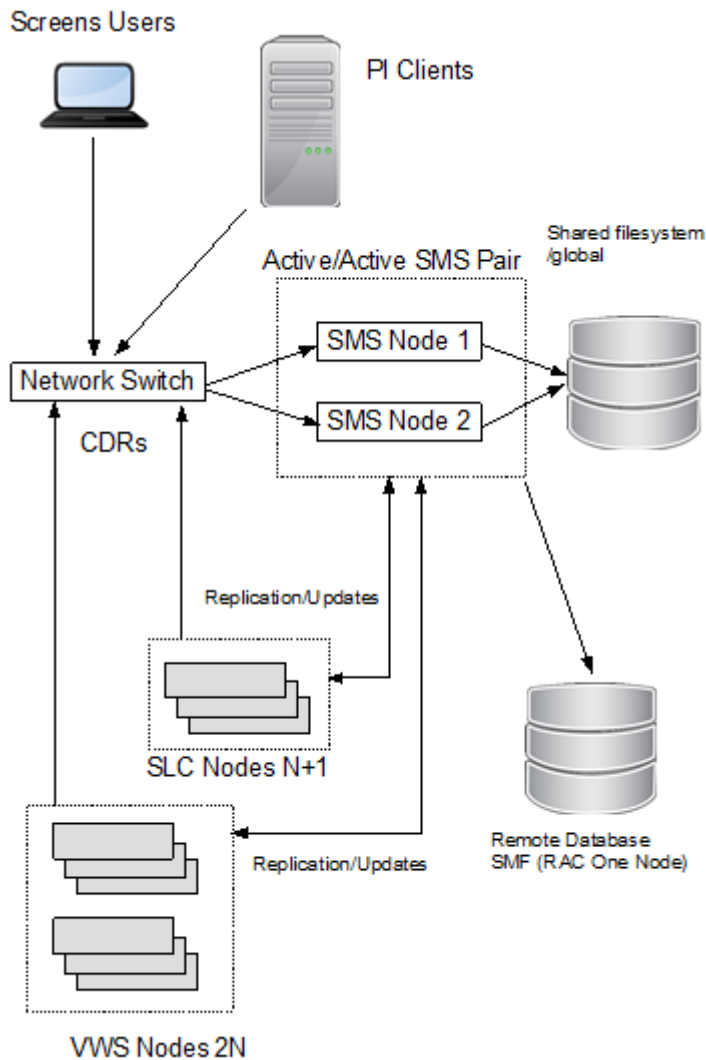 Screens Users
PI Clients
Shared filesystem
/global
Active/Active SMS Pair
SMS Node 1
Network Switch
SMS Node 2
CDRs
Replication/Updates
SLC Nodes N+1
Remote Database
SMF (RAC One Node)
Replication/Updates
VWS Nodes 2N